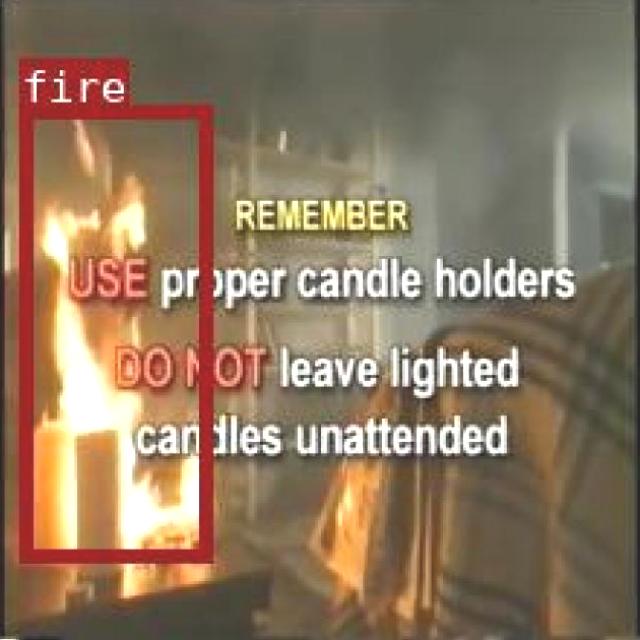 fire
REMEMBER
USE proper candle holders
DO NOT leave lighted
candles unattended